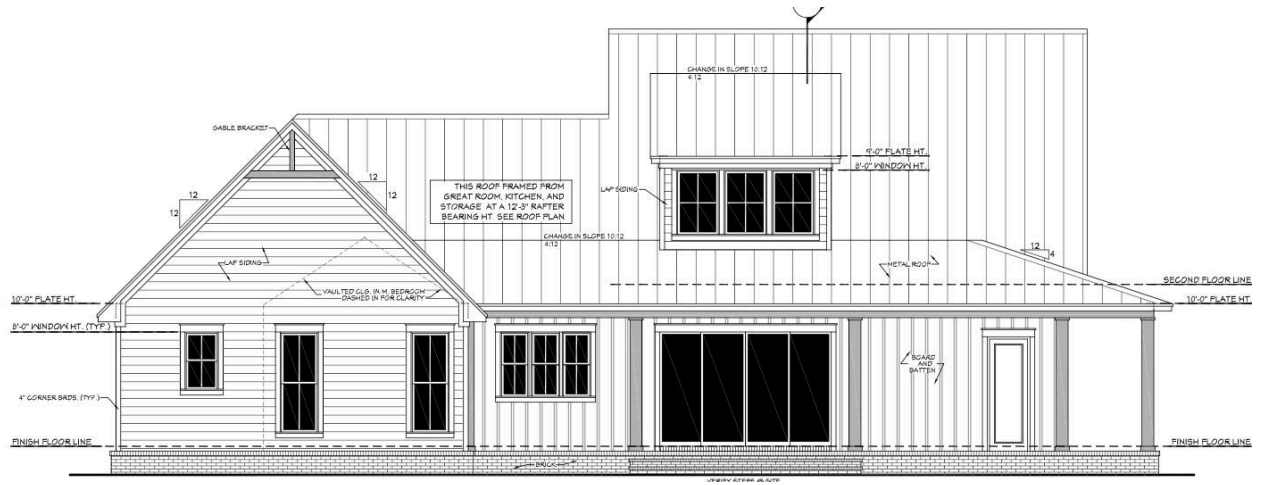 CHANGE IN SLOPE 10:12
4:12
GABLE BRACKET
9'-0" PLATE HT.
8'-0" WINDOW HT.
12
12
12
12
THIS ROOF FRAMED FROM
GREAT ROOM, KITCHEN, AND
STORAGE AT A 12'-3" RAFTER
BEARING HT. SEE ROOF PLAN
LAP SIDING
CHANGE IN SLOPE 10:12
4:12
12
4
LAP SIDING
METAL ROOF
VAULTED CLG. IN M. BEDROOM
DASHED IN FOR CLARITY
SECOND FLOOR LINE
10'-0" PLATE HT.
10'-0" PLATE HT.
8'-0" WINDOW HT. (TYP.)
BOARD
AND
BATTEN
4" CORNER BRDS. (TYP.)
FINISH FLOOR LINE
FINISH FLOOR LINE
BRICK
VERIFY STEPS @ SITE